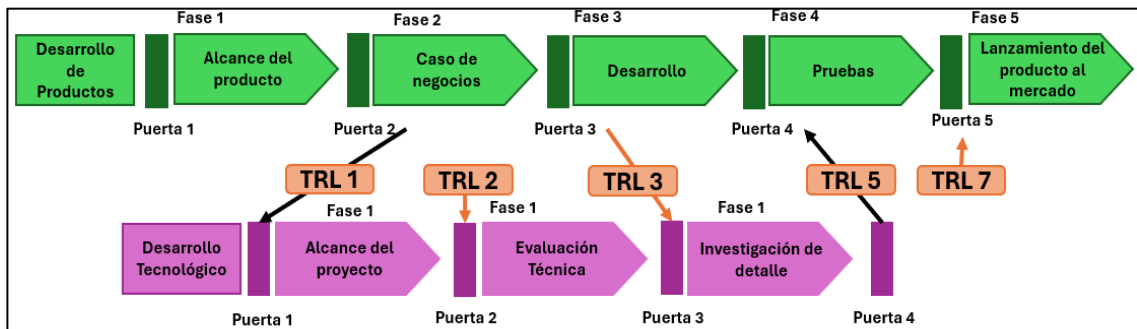 Fase 1
Fase 2
Fase 3
Fase 4
Fase 5
Desarrollo
de
Productos
Alcance del
producto
Caso de
negocios
Desarrollo
Pruebas
Lanzamiento del
producto al
mercado
Puerta 1
Puerta 2
Puerta 3
Puerta 4
Puerta 5
TRL 1
TRL 2
TRL 3
TRL 5
TRL 7
Fase 1
Fase 1
Fase 1
Desarrollo
Tecnológico
Alcance del
proyecto
Evaluación
Técnica
Investigación de
detalle
Puerta 1
Puerta 2
Puerta 3
Puerta 4